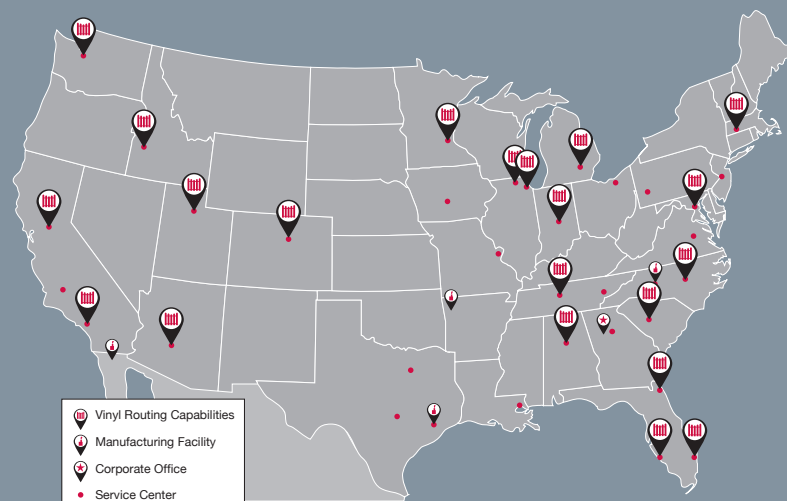 Vinyl Routing Capabilities
Manufacturing Facility
Corporate Office
Service Center